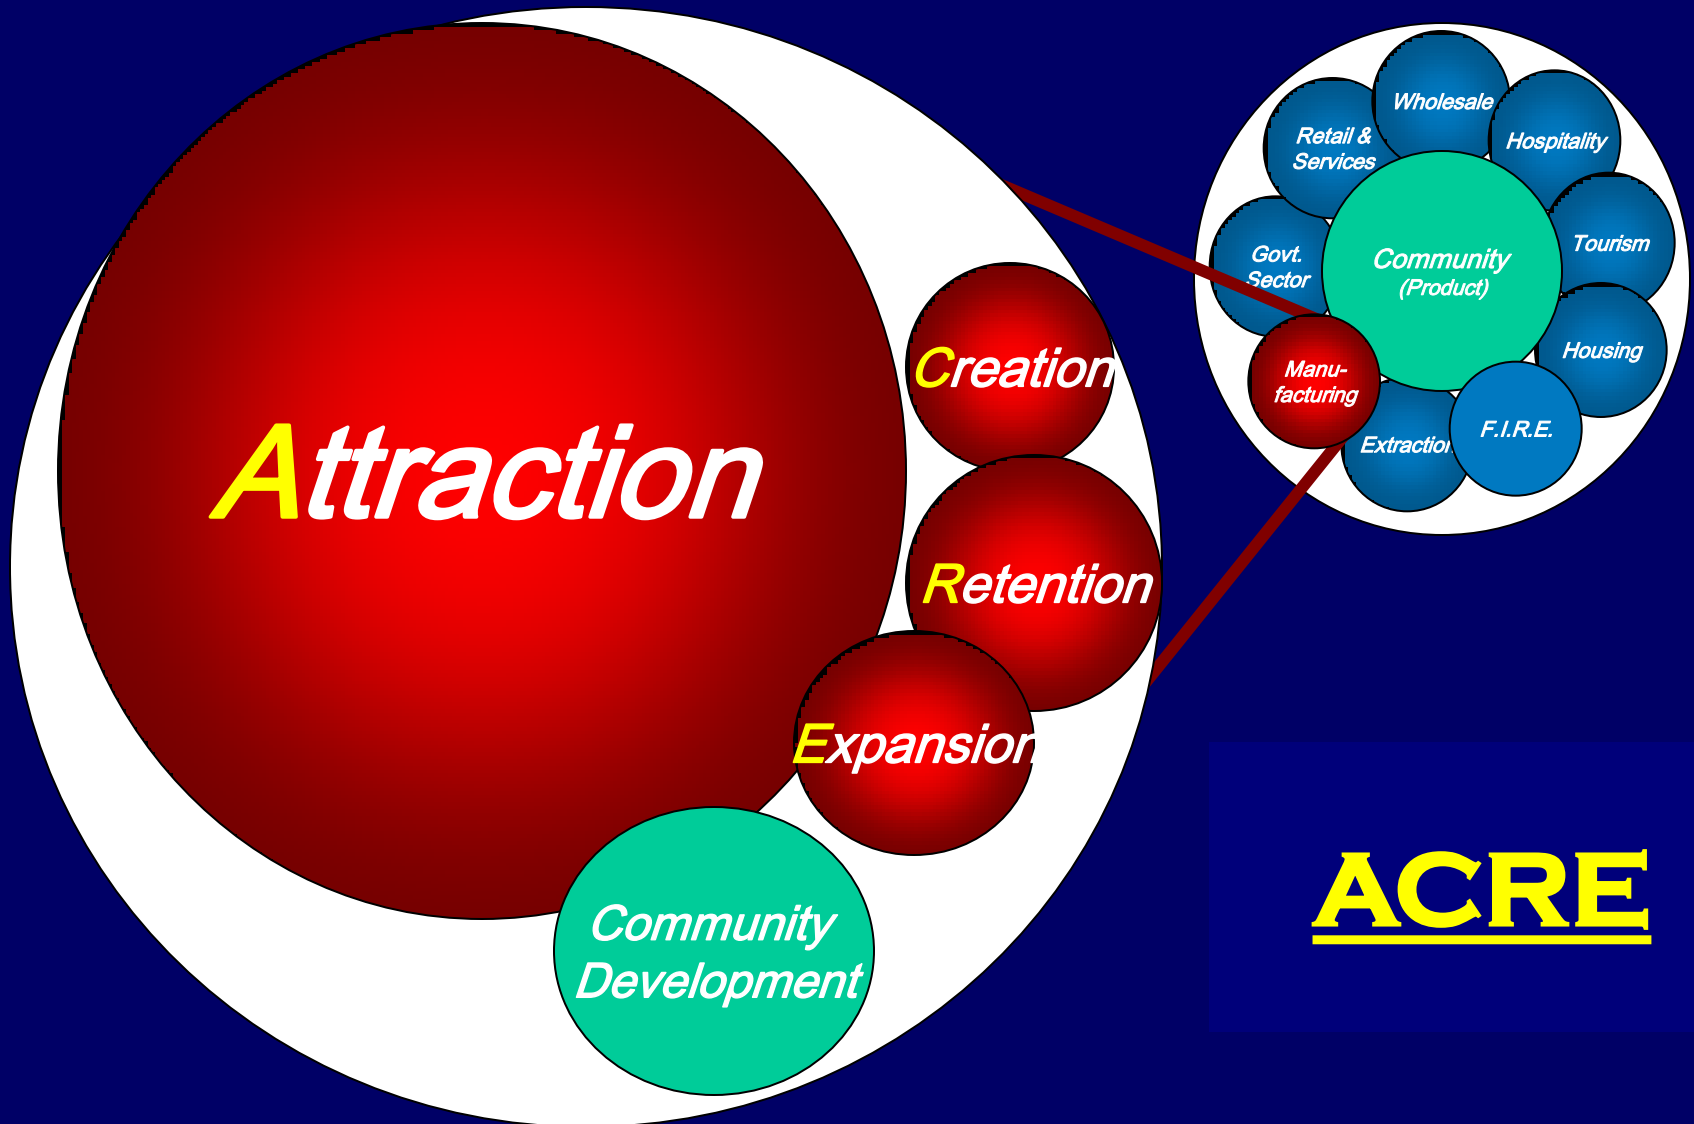 Attraction
Creation
Retention
Expansion
Community
Development
Wholesale
Retail &
Services
Hospitality
Govt.
Sector
Community
(Product)
Tourism
Housing
Manu-
facturing
Extraction
F.I.R.E.
ACRE